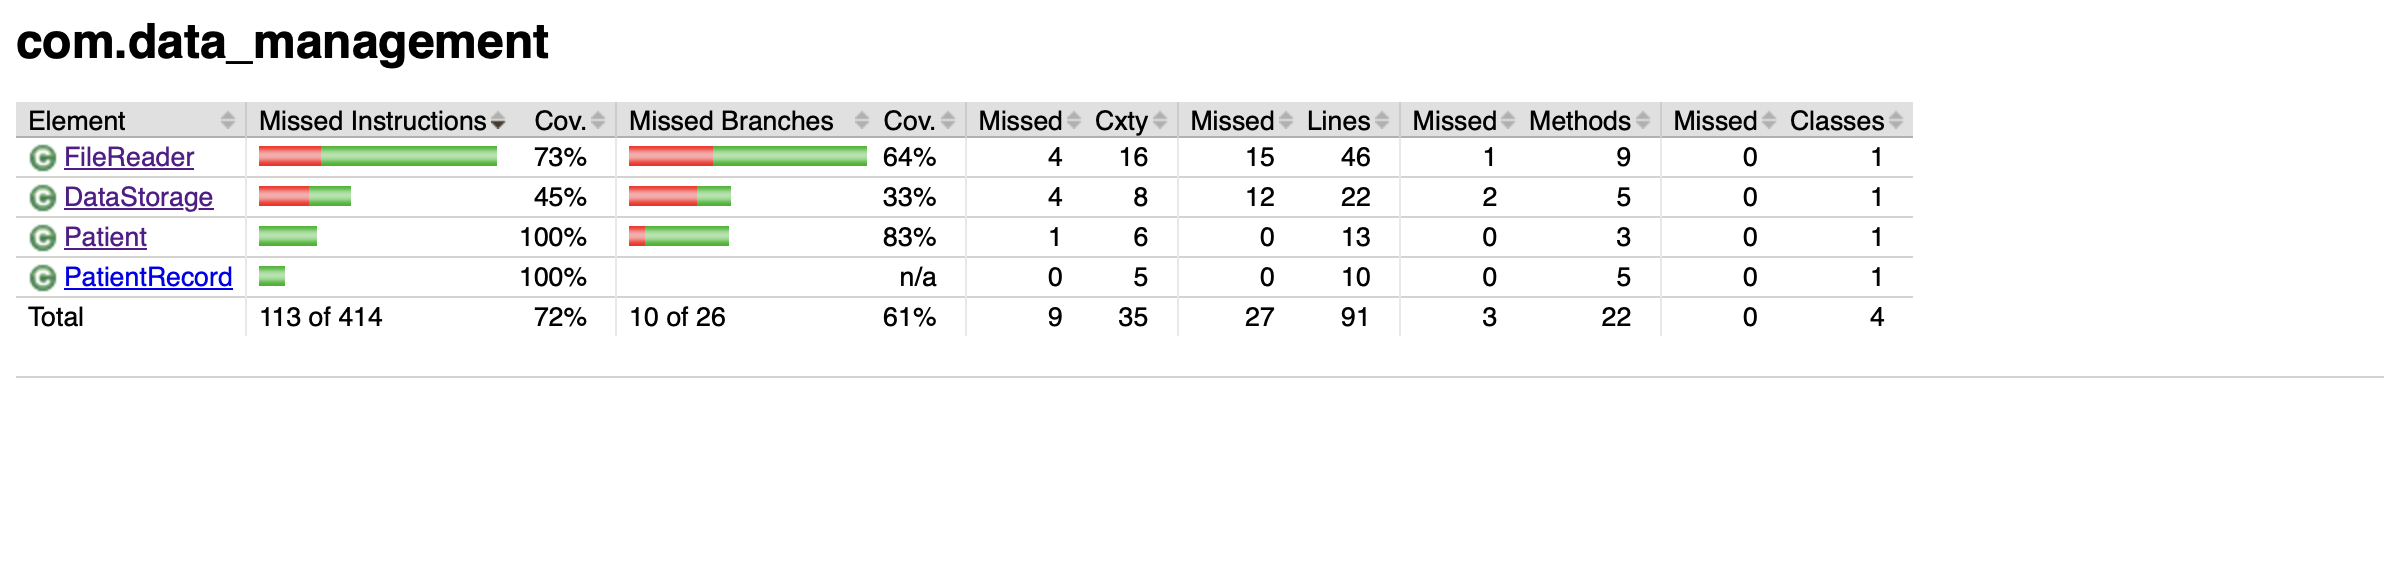 com.data_management
Element Missed Instructions Cov. Missed Branches Cov. Missed Cxty Missed Lines Missed Methods Missed Classes
C FileReader 73% 64% 4 16 15 46 1 9 0 1
C DataStorage 45% 33% 4 8 12 22 2 5 0 1
C Patient 100% 83% 1 6 0 13 0 3 0 1
C PatientRecord 100% n/a 0 5 0 10 0 5 0 1
Total 113 of 414 72% 10 of 26 61% 9 35 27 91 3 22 0 4